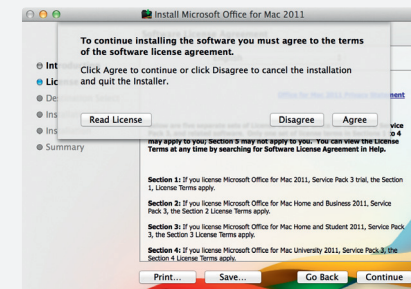 Install Microsoft Office for Mac 2011
To continue installing the software you must agree to the terms
of the software license agreement.
Click Agree to continue or click Disagree to cancel the installation
and quit the Installer.
Read License
Disagree
Agree
Summary
may apply to you; Section 5 may not apply to you. You can view the License
Terms at any time by searching for Software License Agreement in Help.
Section 1: If you license Microsoft Office for Mac 2011, Service Pack 3 trial, the Section
1, License Terms apply.
Section 2: If you license Microsoft Office for Mac Home and Business 2011, Service
Pack 3, the Section 2 License Terms apply.
Section 3: If you license Microsoft Office for Mac Home and Student 2011, Service Pack
3, the Section 3 License Terms apply.
Section 4: If you license Microsoft Office for Mac University 2011, Service Pack 3, the
Section 4 License Terms apply.
Print...
Save...
Go Back
Continue